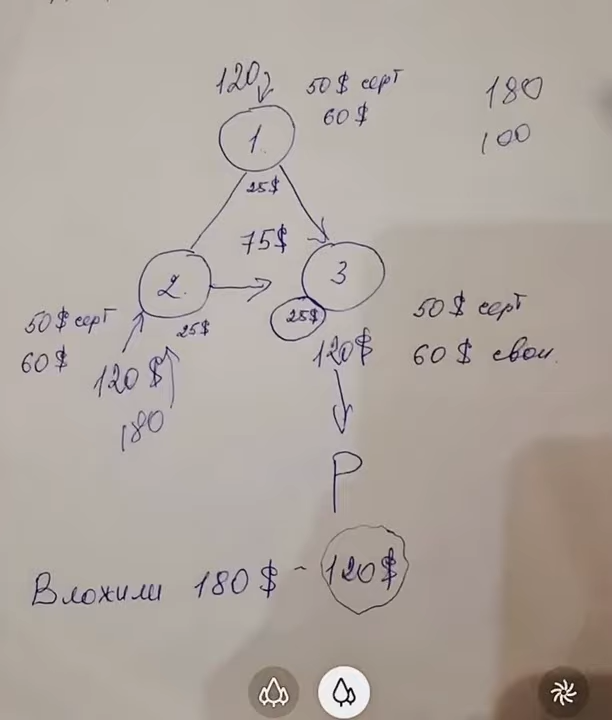 120
50$ серт
60$
180
100
1.
25$
75$
2.
3
50$ серт
60$
25$
25$
120$
180
120$
50$ серт
60$ свои.
Р
Вложили 180$ - 120$